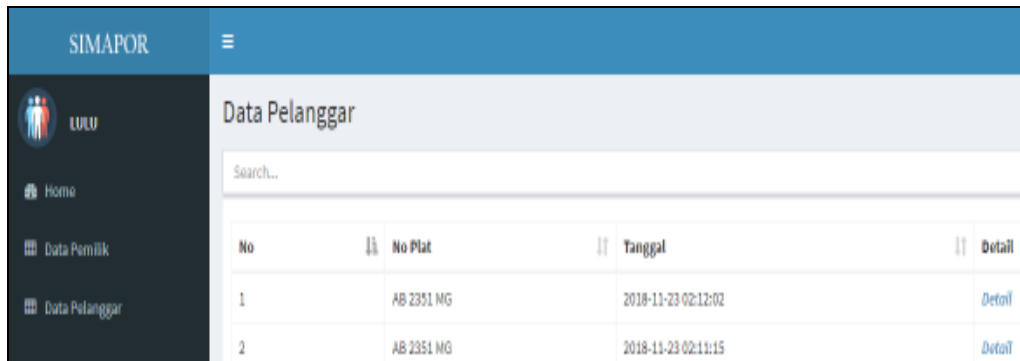 SIMAPOR
LULU
Home
Data Pemilik
Data Pelanggar
Data Pelanggar
Search...
No No Plat Tanggal Detail
1 AB 2351 MG 2018-11-23 02:12:02 Detail
2 AB 2351 MG 2018-11-23 02:11:15 Detail